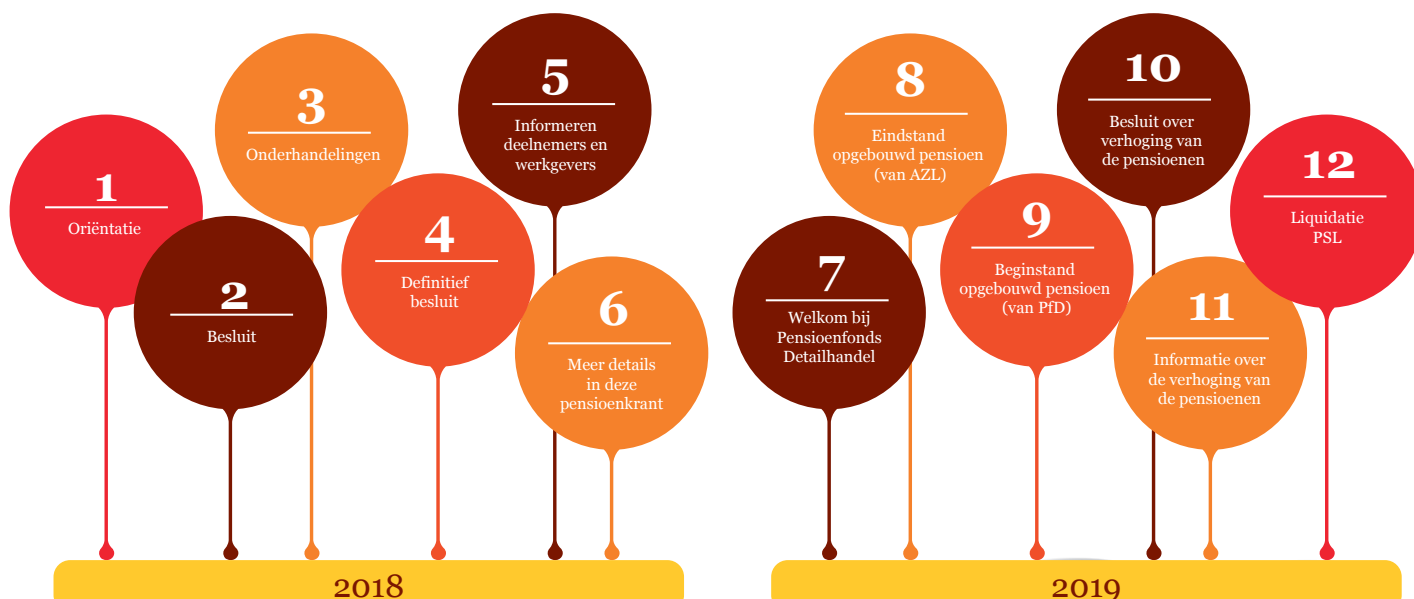 1
Oriëntatie
2
Besluit
3
Onderhandelingen
4
Definitief
besluit
5
Informeren
deelnemers en
werkgevers
6
Meer details
in deze
pensioenkrant
7
Welkom bij
Pensioenfonds
Detailhandel
8
Eindstand
opgebouwd pensioen
(van AZL)
9
Beginstand
opgebouwd pensioen
(van PfD)
10
Besluit over
verhoging van
de pensioenen
11
Informatie over
de verhoging van
de pensioenen
12
Liquidatie
PSL
2018
2019